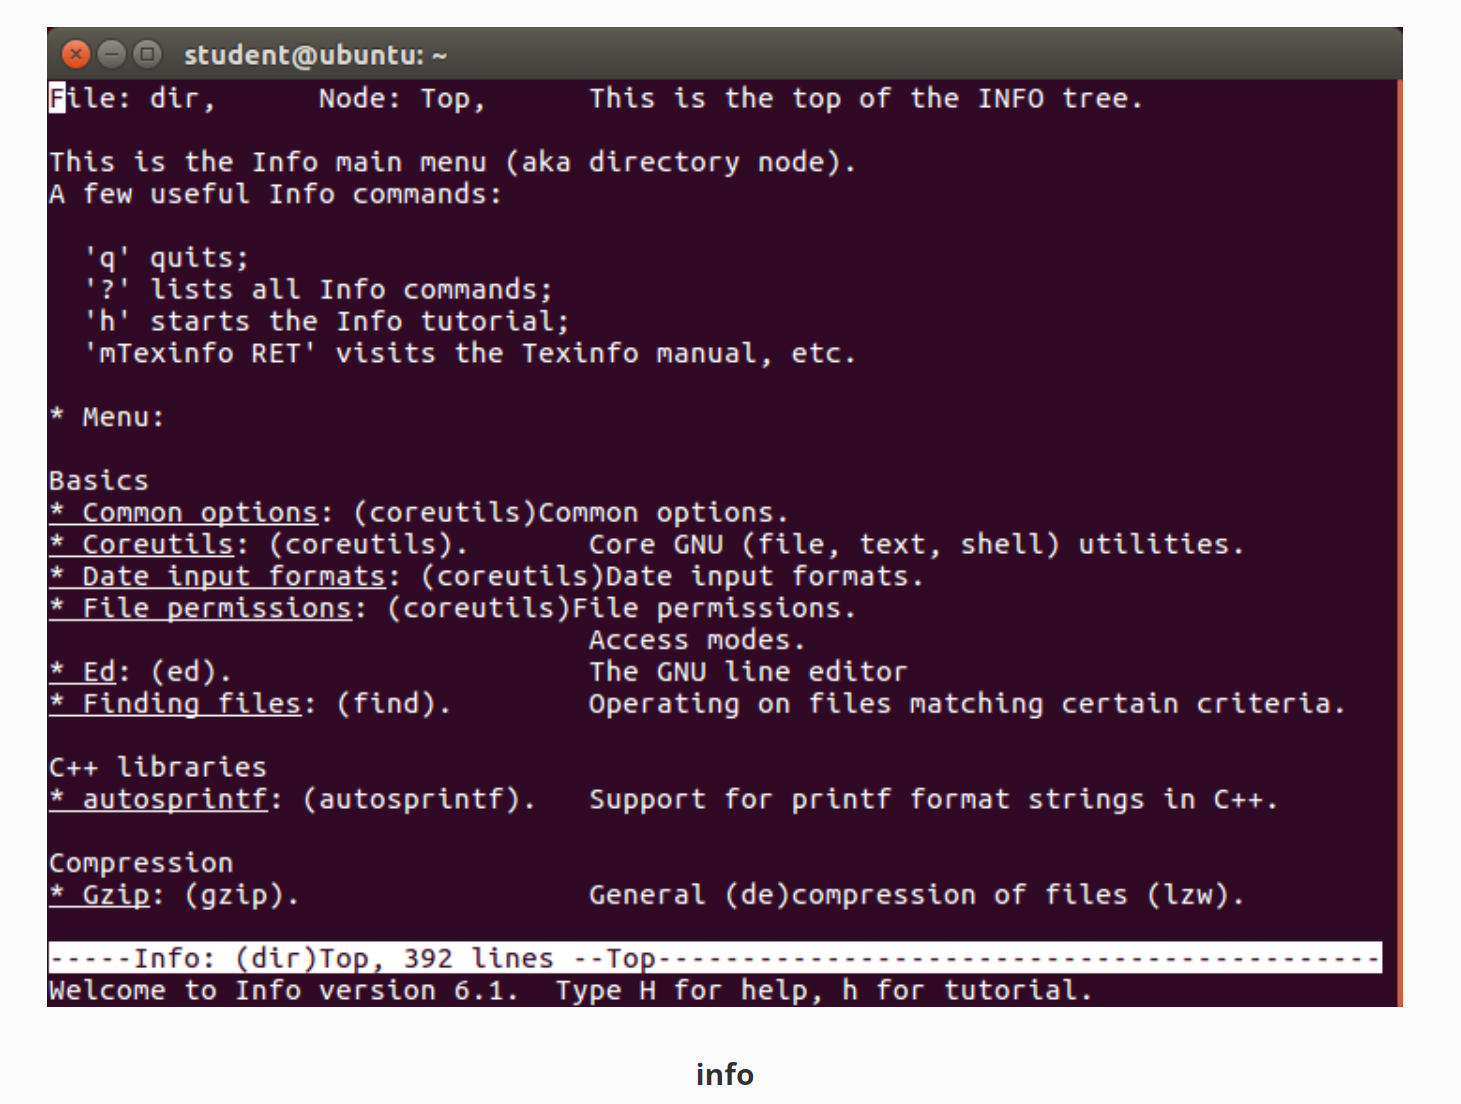 student@ubuntu: ~
File: dir,      Node: Top,      This is the top of the INFO tree.
This is the Info main menu (aka directory node).
A few useful Info commands:
  'q' quits;
  '?' lists all Info commands;
  'h' starts the Info tutorial;
  'mTexinfo RET' visits the Texinfo manual, etc.
* Menu:
Basics
* Common options: (coreutils)Common options.
* Coreutils: (coreutils).       Core GNU (file, text, shell) utilities.
* Date input formats: (coreutils)Date input formats.
* File permissions: (coreutils)File permissions.
                                Access modes.
* Ed: (ed).                     The GNU line editor
* Finding files: (find).        Operating on files matching certain criteria.
C++ libraries
* autosprintf: (autosprintf).   Support for printf format strings in C++.
Compression
* Gzip: (gzip).                 General (de)compression of files (lzw).
-----Info: (dir)Top, 392 lines --Top-------------------------------------------
Welcome to Info version 6.1.  Type H for help, h for tutorial.
info